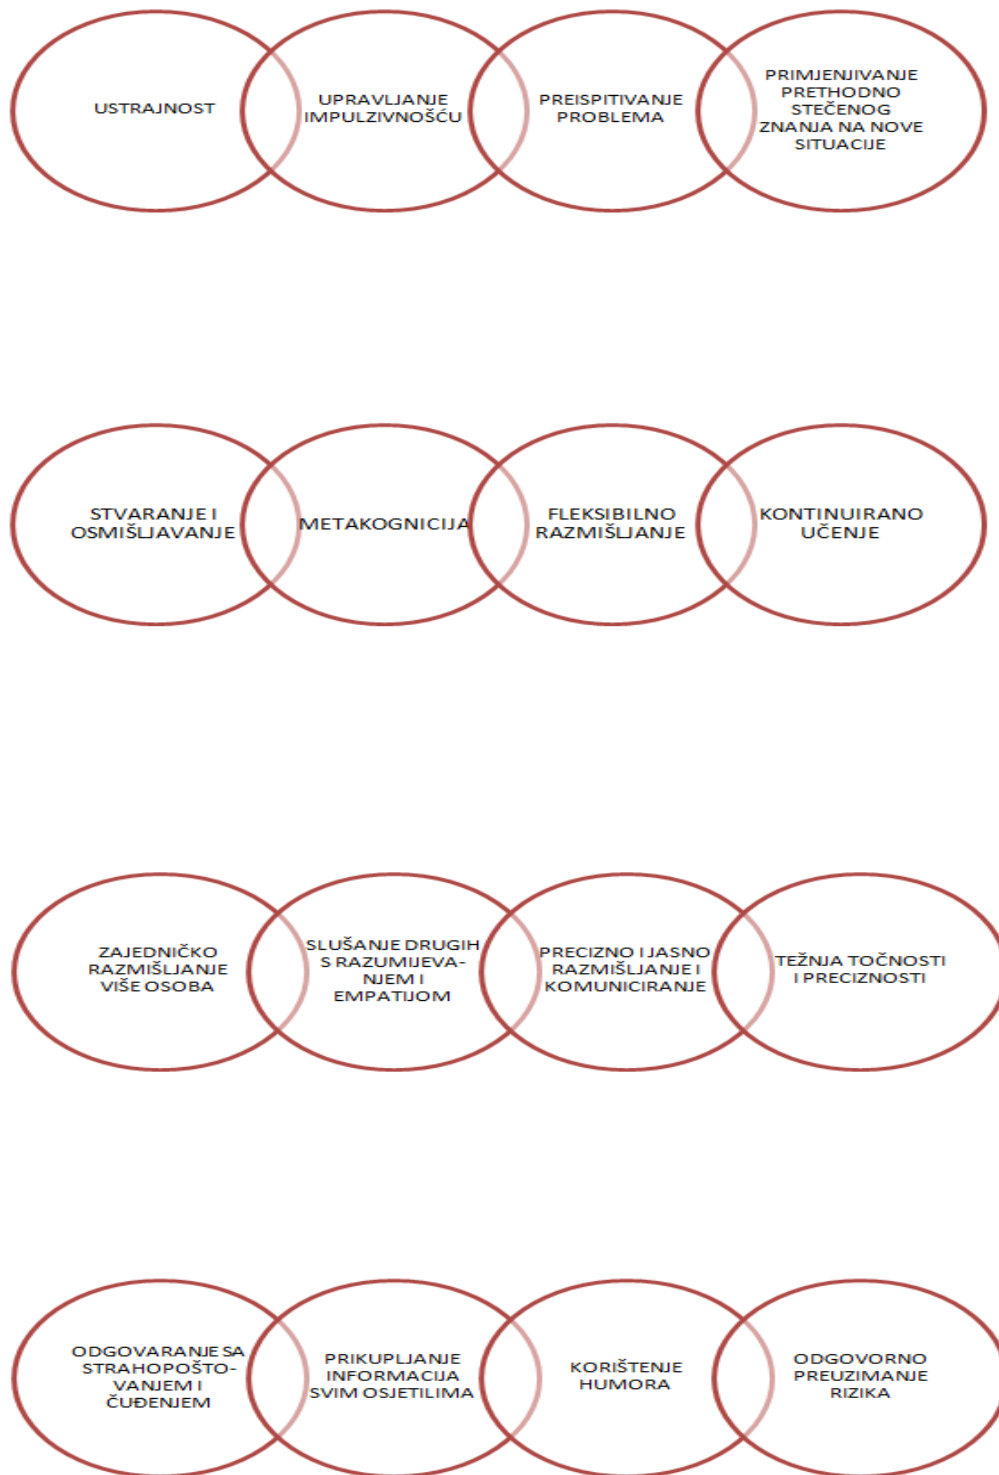 USTRAJNOST
UPRAVLJANJE
IMPULZIVNOŠĆU
PREISPITIVANJE
PROBLEMA
PRIMJENJIVANJE
PRETHODNO
STEČENOG
ZNANJA NA NOVE
SITUACIJE
STVARANJE I
OSMIŠLJAVANJE
METAKOGNICIJA
FLEKSIBILNO
RAZMIŠLJANJE
KONTINUIRANO
UČENJE
ZAJEDNIČKO
RAZMIŠLJANJE
VIŠE OSOBA
SLUŠANJE DRUGIH
S RAZUMIJEVA-
NJEM I
EMPATIJOM
PRECIZNO I JASNO
RAZMIŠLJANJE I
KOMUNICIRANJE
TEŽNJA TOČNOSTI
I PRECIZNOSTI
ODGOVARANJE SA
STRAHOPOŠTO-
VANJEM I
ČUĐENJEM
PRIKUPLJANJE
INFORMACIJA
SVIM OSJETILIMA
KORIŠTENJE
HUMORA
ODGOVORNO
PREUZIMANJE
RIZIKA